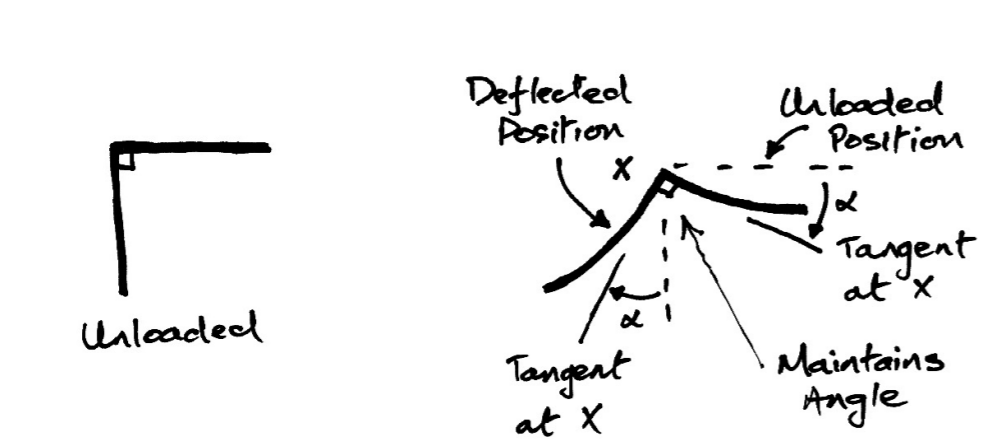 Unloaded
Deflected
Position
X
Unloaded
Position
α
Tangent
at X
α
Tangent
at X
Maintains
Angle